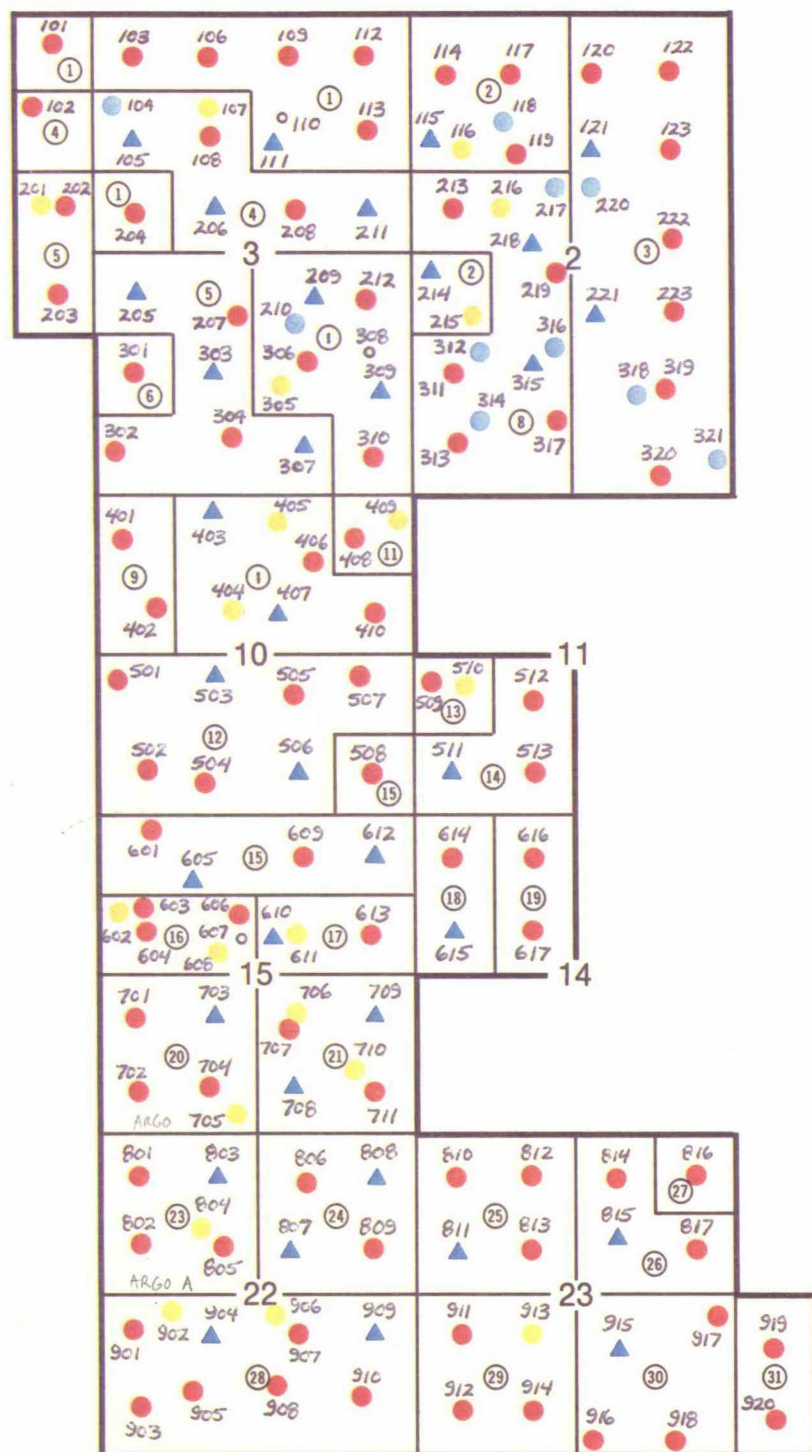 101 103 106 109 112 114 117 120 122
① ① ②
102 104 107 110 113 115 116 118 119 121 123
④ 105 108 111
201 202 ① 204 206 ④ 208 211 213 216 217 220 222
⑤ 3 218 2 ③
203 205 ⑤ 207 209 212 214 ② 215 219 221 223
210 ① 308
301 ⑥ 303 306 309 312 316 318 319
305 311 315
302 304 307 310 313 314 ⑧ 317 320 321
401 403 405 406 408 409 ⑪
⑨ 404 ① 407
402 410
10 11
501 503 505 507 509 510 512
⑬
502 ⑫ 504 506 508 ⑮ 511 ⑭ 513
601 605 ⑮ 609 612 614 616
602 603 606 610 613 ⑱ ⑲
604 ⑯ 607 608 611 ⑰ 615 617
15 14
701 703 706 709
707 710
702 ⑳ 704 708 ㉑ 711
ARGO 705
801 803 806 808 810 812 814 816
㉗
802 ㉓ 804 807 ㉔ 809 811 ㉕ 813 815 817
805 ㉖
ARGO A
22 23
901 902 904 906 909 911 913 915 917 919
907
903 905 ㉘ 908 910 912 ㉙ 914 916 ㉚ 918 920 ㉛